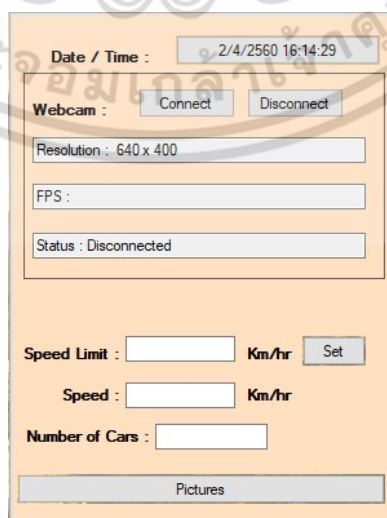 Date / Time : 2/4/2560 16:14:29
Webcam : Connect Disconnect
Resolution : 640 x 400
FPS :
Status : Disconnected
Speed Limit : Km/hr Set
Speed : Km/hr
Number of Cars :
Pictures